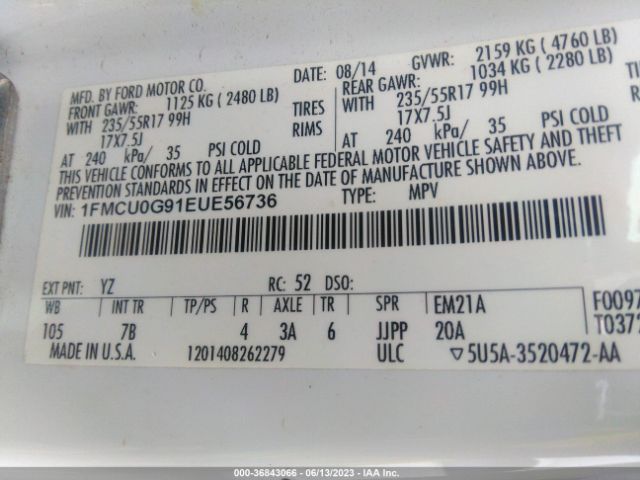 MFD. BY FORD MOTOR CO.
DATE: 08/14 GVWR: 2159 KG ( 4760 LB)
FRONT GAWR: 1125 KG ( 2480 LB) REAR GAWR: 1034 KG ( 2280 LB)
WITH 235/55R17 99H TIRES WITH 235/55R17 99H
17X7.5J RIMS 17X7.5J
AT 240 kPa/ 35 PSI COLD AT 240 kPa/ 35 PSI COLD
THIS VEHICLE CONFORMS TO ALL APPLICABLE FEDERAL MOTOR VEHICLE SAFETY AND THEFT
PREVENTION STANDARDS IN EFFECT ON THE DATE OF MANUFACTURE SHOWN ABOVE.
VIN: 1FMCU0G91EUE56736 TYPE: MPV
EXT PNT: YZ RC: 52 DSO:
WB INT TR TP/PS R AXLE TR SPR EM21A F0097
105 7B 4 3A 6 JJPP 20A T0372
MADE IN U.S.A. 1201408262279 ULC ▽5U5A-3520472-AA
000-36843066 - 06/13/2023 - IAA Inc.